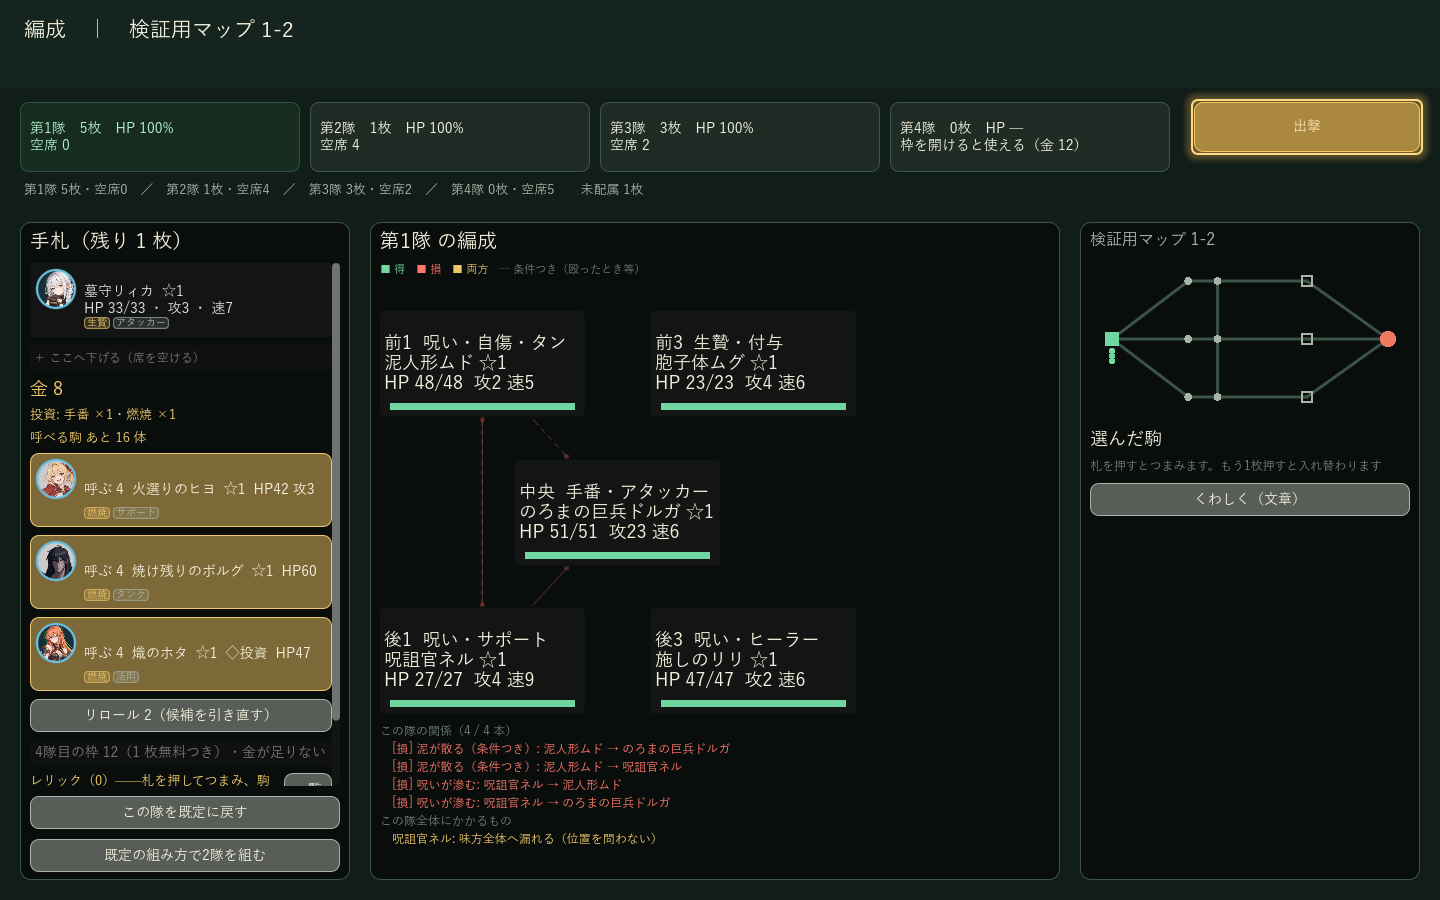 編成 ｜ 検証用マップ 1-2
第1隊　5枚　HP 100%
空席 0
第2隊　1枚　HP 100%
空席 4
第3隊　3枚　HP 100%
空席 2
第4隊　0枚　HP —
枠を開けると使える（金 12）
出撃
第1隊 5枚・空席0　／　第2隊 1枚・空席4　／　第3隊 3枚・空席2　／　第4隊 0枚・空席5　　未配属 1枚
手札（残り 1 枚）
墓守リィカ ☆1
HP 33/33 ・ 攻3 ・ 速7
生贄 アタッカー
＋ ここへ下げる（席を空ける）
金 8
投資: 手番 ×1・燃焼 ×1
呼べる駒 あと 16 体
呼ぶ 4 火選りのヒヨ ☆1 HP42 攻3
燃焼 サポート
呼ぶ 4 焼け残りのボルグ ☆1 HP60
燃焼 タンク
呼ぶ 4 熾のホタ ☆1 ◇投資 HP47
燃焼 活用
リロール 2（候補を引き直す）
4隊目の枠 12（1 枚無料つき）・金が足りない
レリック（0）——札を押してつまみ、駒
この隊を既定に戻す
既定の組み方で2隊を組む
第1隊 の編成
■ 得 ■ 損 ■ 両方 ┄ 条件つき（殴ったとき等）
前1 呪い・自傷・タン
泥人形ムド ☆1
HP 48/48 攻2 速5
前3 生贄・付与
胞子体ムグ ☆1
HP 23/23 攻4 速6
中央 手番・アタッカー
のろまの巨兵ドルガ ☆1
HP 51/51 攻23 速6
後1 呪い・サポート
呪詛官ネル ☆1
HP 27/27 攻4 速9
後3 呪い・ヒーラー
施しのリリ ☆1
HP 47/47 攻2 速6
この隊の関係（4 / 4 本）
［損］泥が散る（条件つき）: 泥人形ムド → のろまの巨兵ドルガ
［損］泥が散る（条件つき）: 泥人形ムド → 呪詛官ネル
［損］呪いが滲む: 呪詛官ネル → 泥人形ムド
［損］呪いが滲む: 呪詛官ネル → のろまの巨兵ドルガ
この隊全体にかかるもの
呪詛官ネル: 味方全体へ漏れる（位置を問わない）
検証用マップ 1-2
選んだ駒
札を押すとつまみます。もう1枚押すと入れ替わります
くわしく（文章）